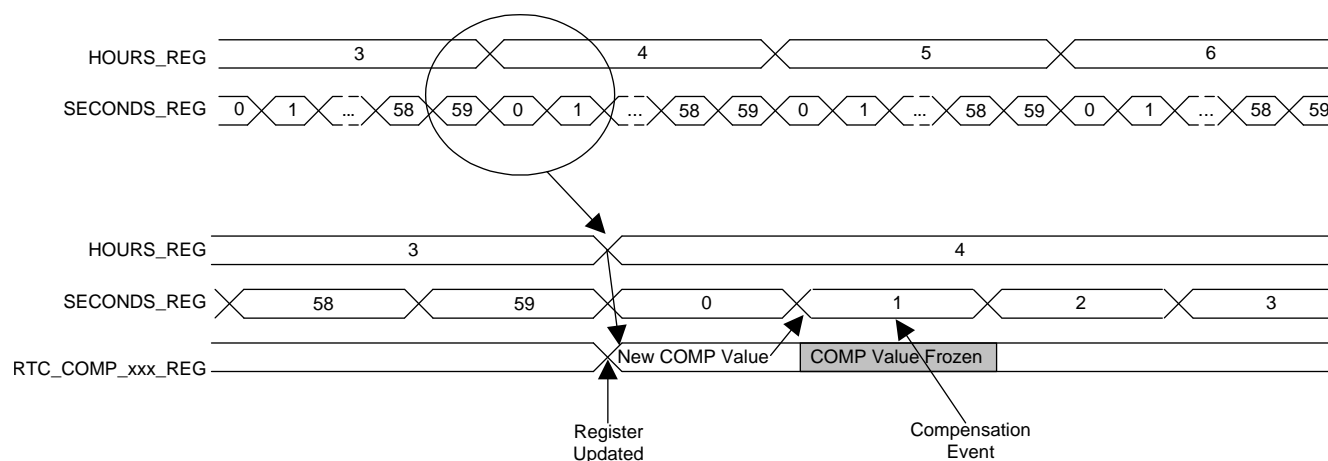 HOURS_REG 3 4 5 6
SECONDS_REG 0 1 ... 58 59 0 1 ... 58 59 0 1 ... 58 59 0 1 ... 58 59
HOURS_REG 3 4
SECONDS_REG 58 59 0 1 2 3
RTC_COMP_xxx_REG New COMP Value COMP Value Frozen
Register Compensation
Updated Event